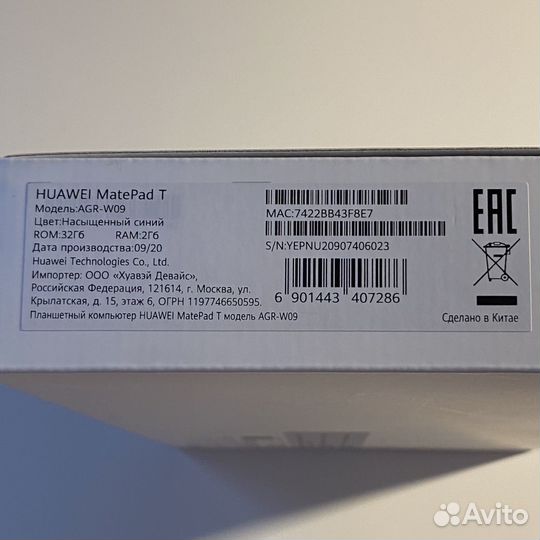 HUAWEI MatePad T
Модель:AGR-W09
Цвет:Насыщенный синий
ROM:32Гб RAM:2Гб
Дата производства:09/20
Huawei Technologies Co., Ltd.
Импортер: ООО «Хуавэй Девайс»,
Российская Федерация, 121614, г. Москва, ул.
Крылатская, д. 15, этаж 6, ОГРН 1197746650595.
Планшетный компьютер HUAWEI MatePad T модель AGR-W09
MAC:7422BB43F8E7
S/N:YEPNU20907406023
6 901443 407286
EAC
Сделано в Китае
Avito